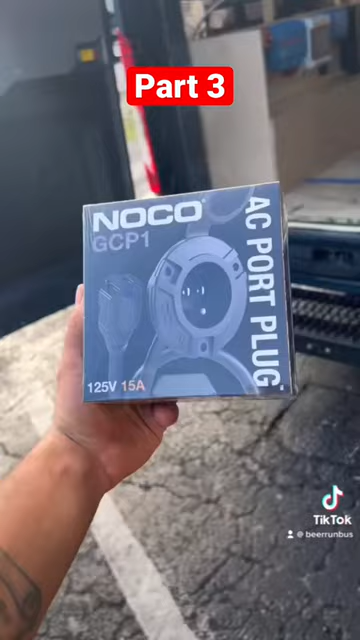 Part 3
NOCO
GCP1
AC PORT PLUG
125V 15A
TikTok
@ beerrunbus